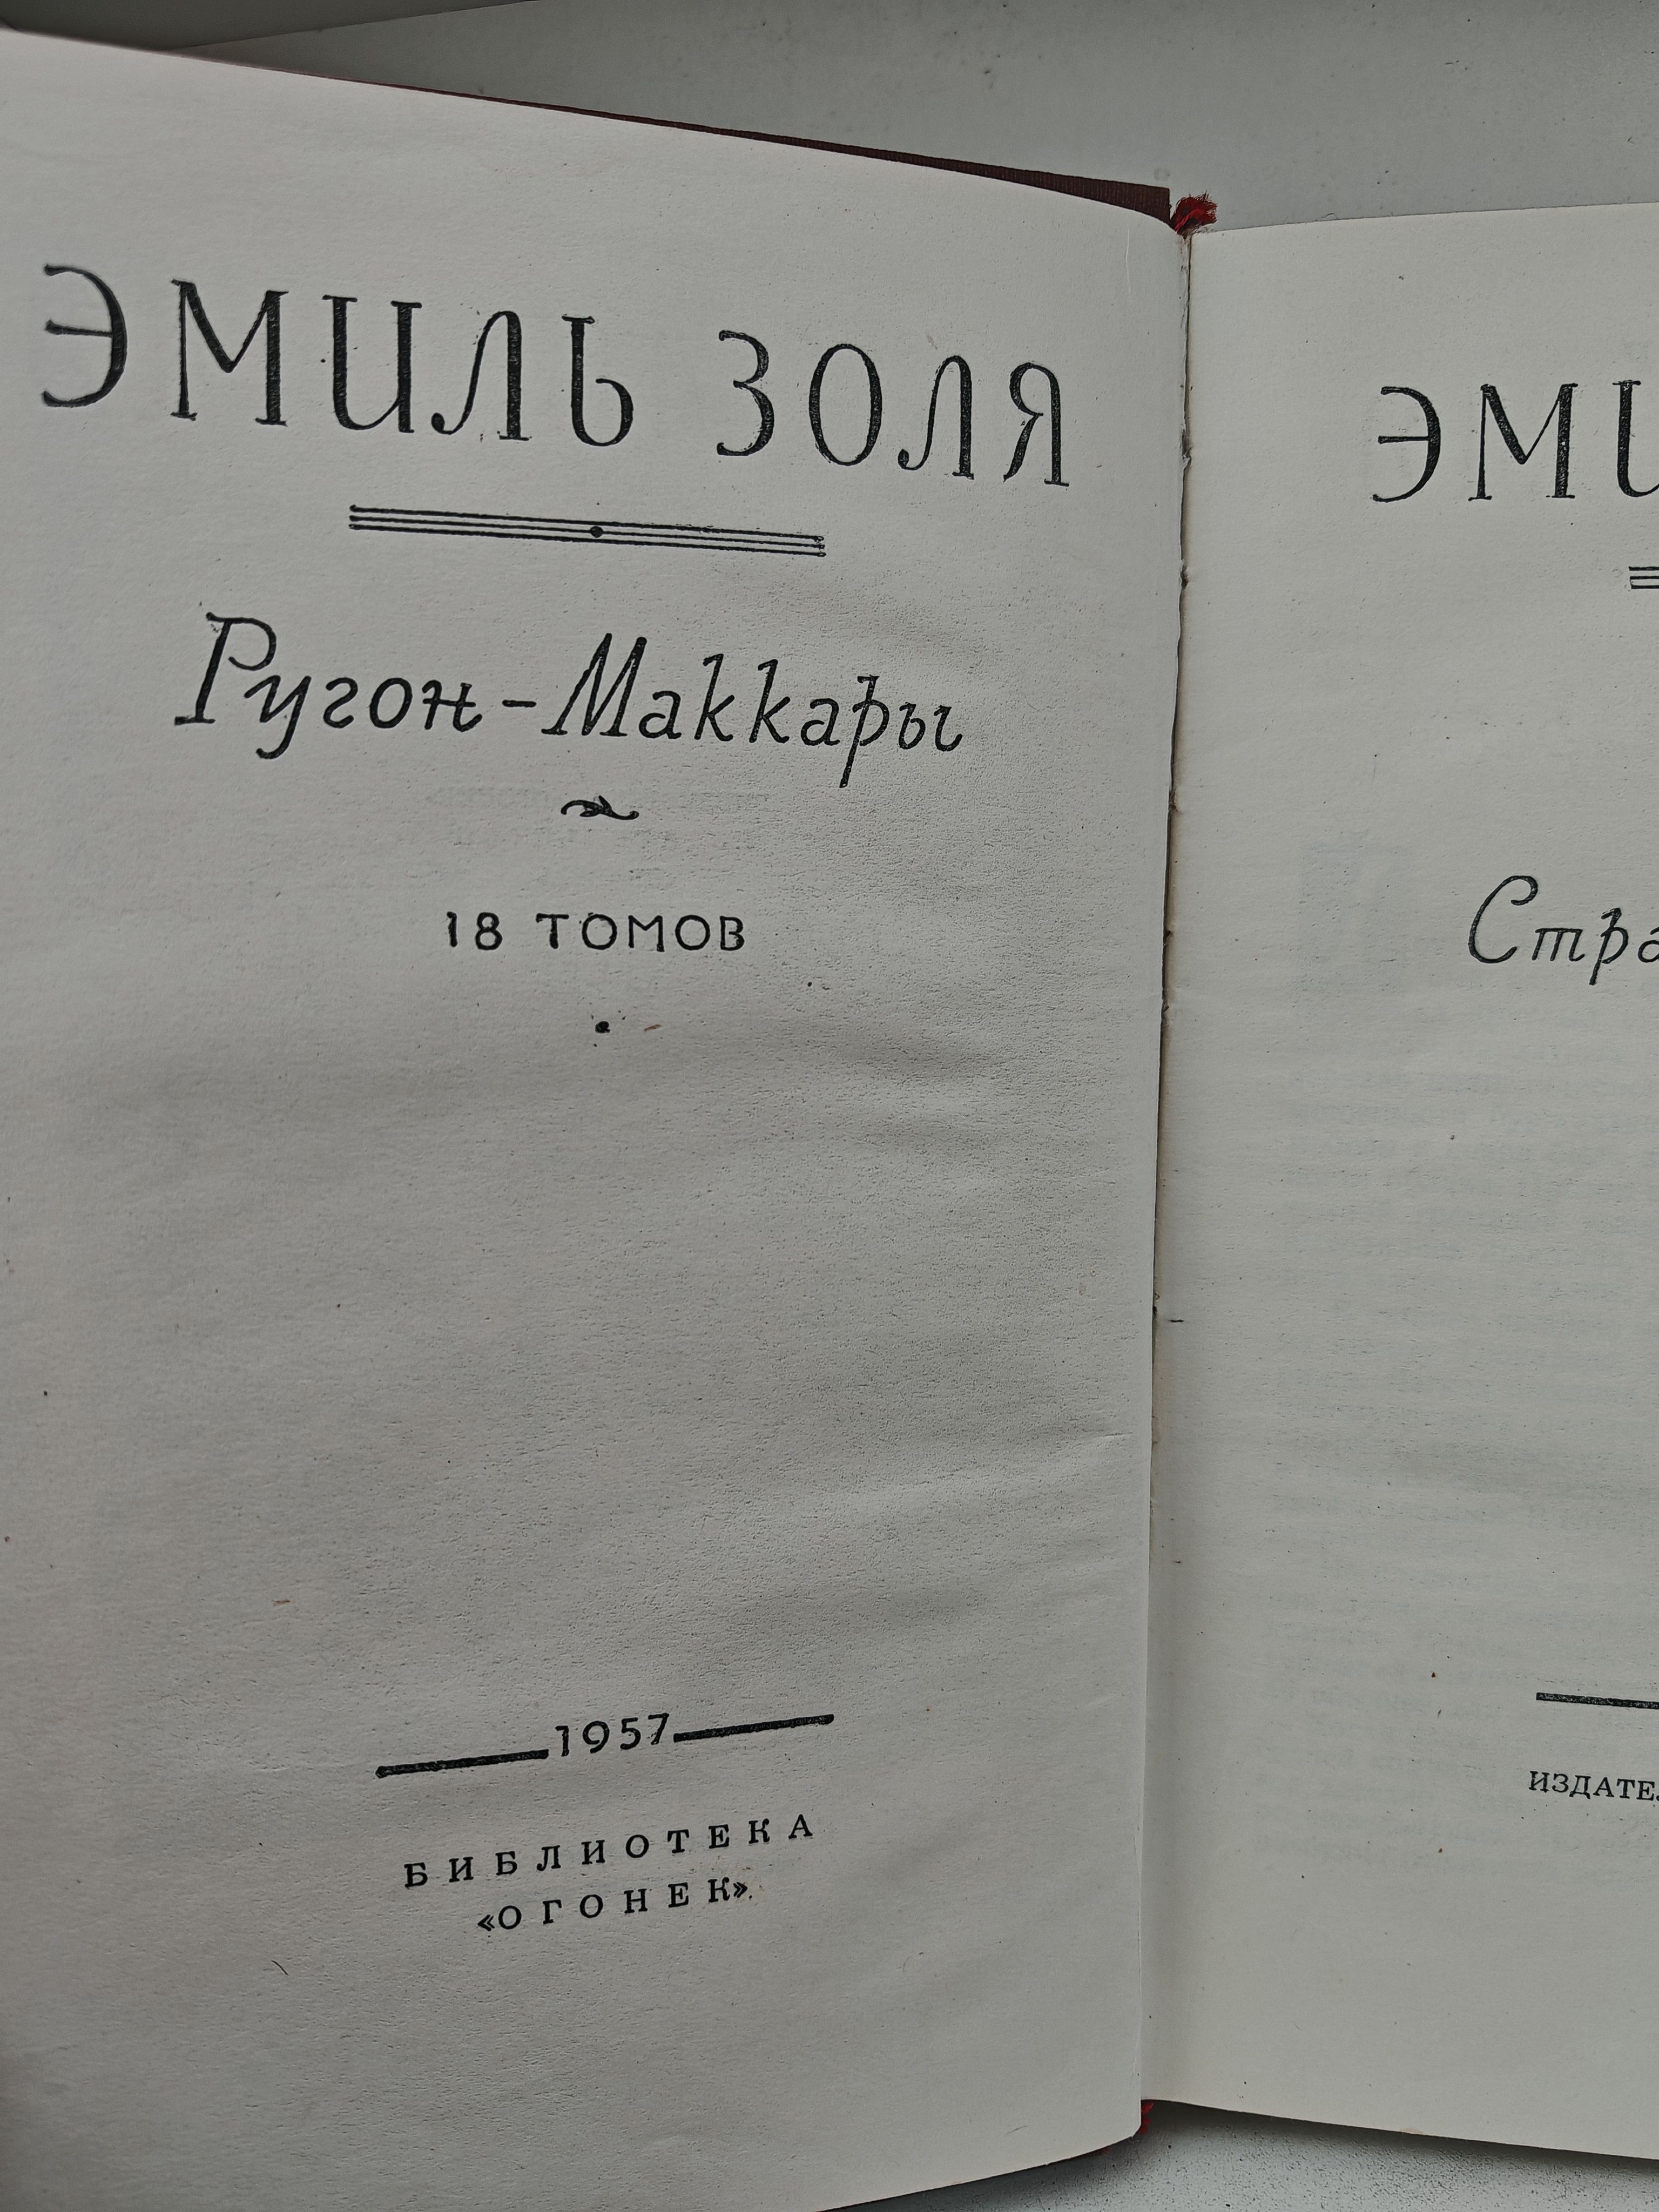 ЭМИЛЬ ЗОЛЯ
Ругон-Маккары
18 ТОМОВ
1957
БИБЛИОТЕКА
«ОГОНЕК»